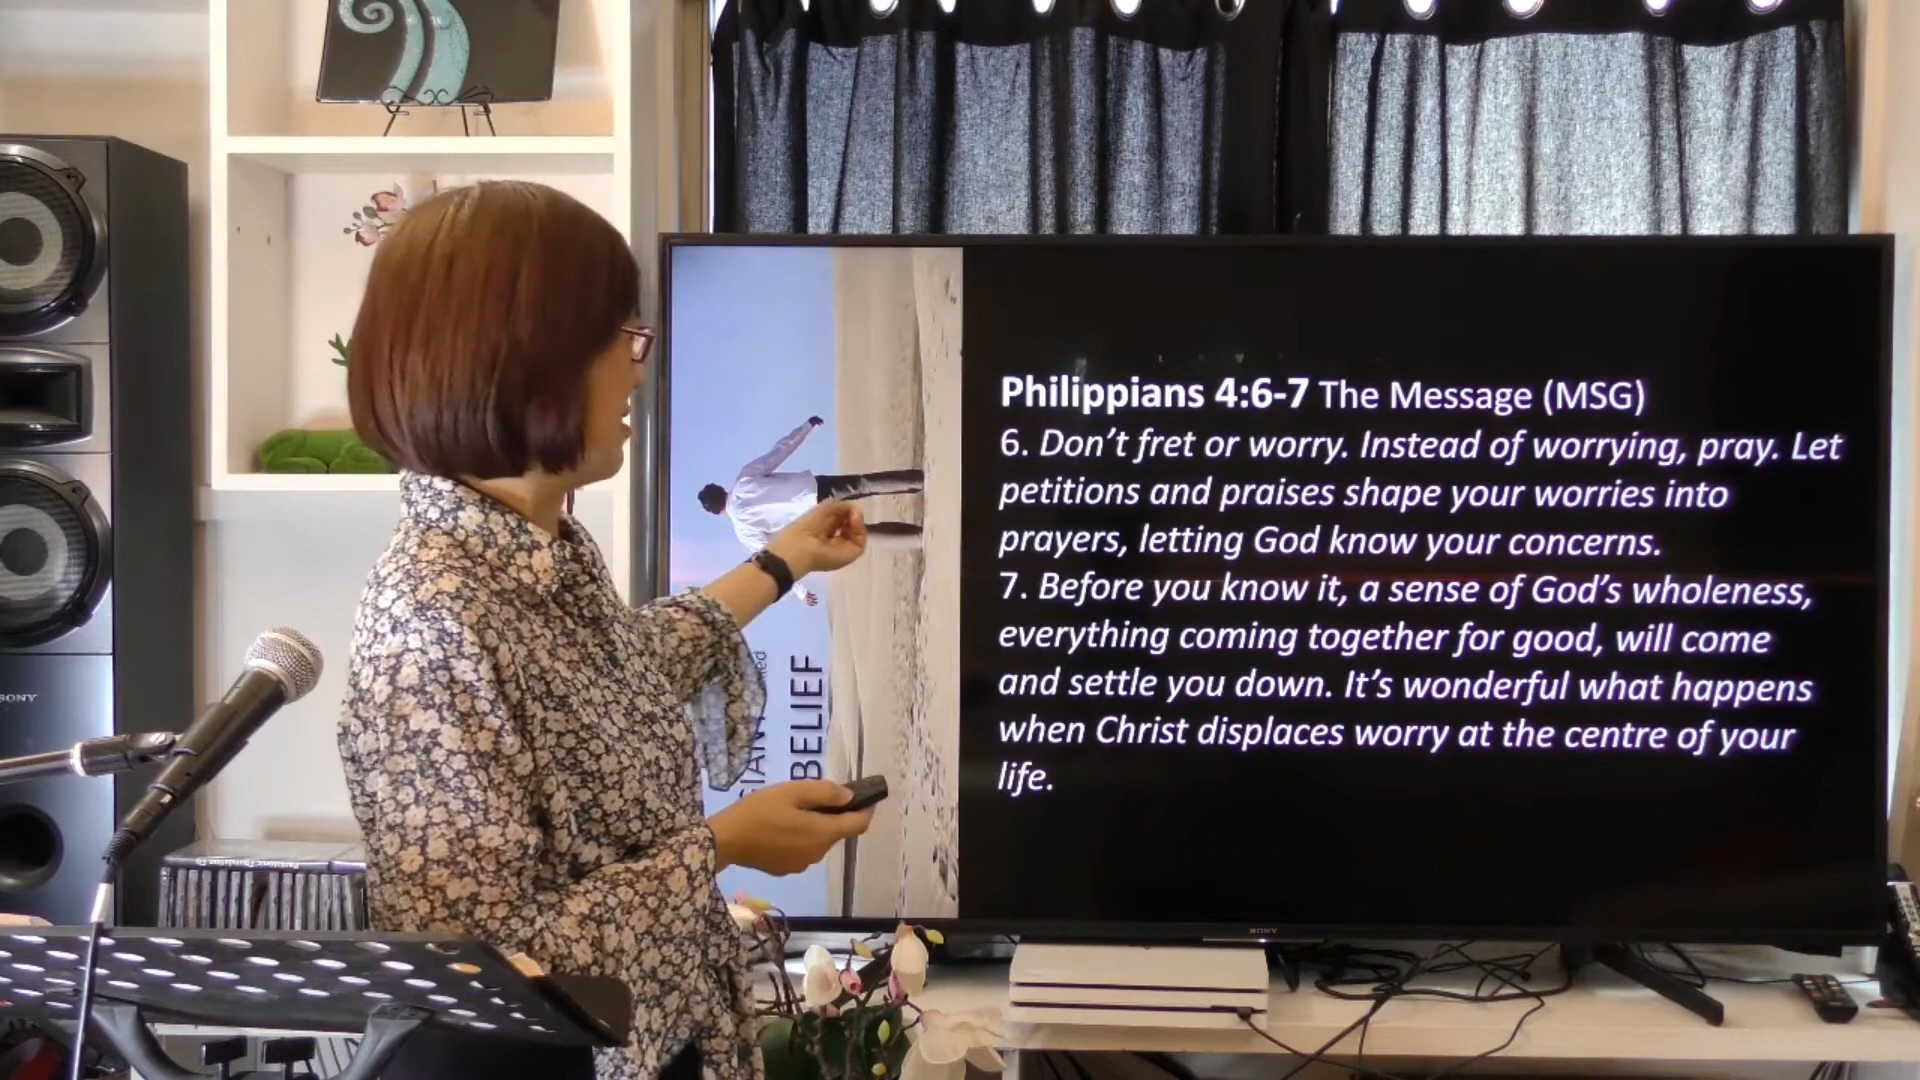 Philippians 4:6-7 The Message (MSG)
6. Don't fret or worry. Instead of worrying, pray. Let
petitions and praises shape your worries into
prayers, letting God know your concerns.
7. Before you know it, a sense of God's wholeness,
everything coming together for good, will come
and settle you down. It's wonderful what happens
when Christ displaces worry at the centre of your
life.
BELIEF
SONY